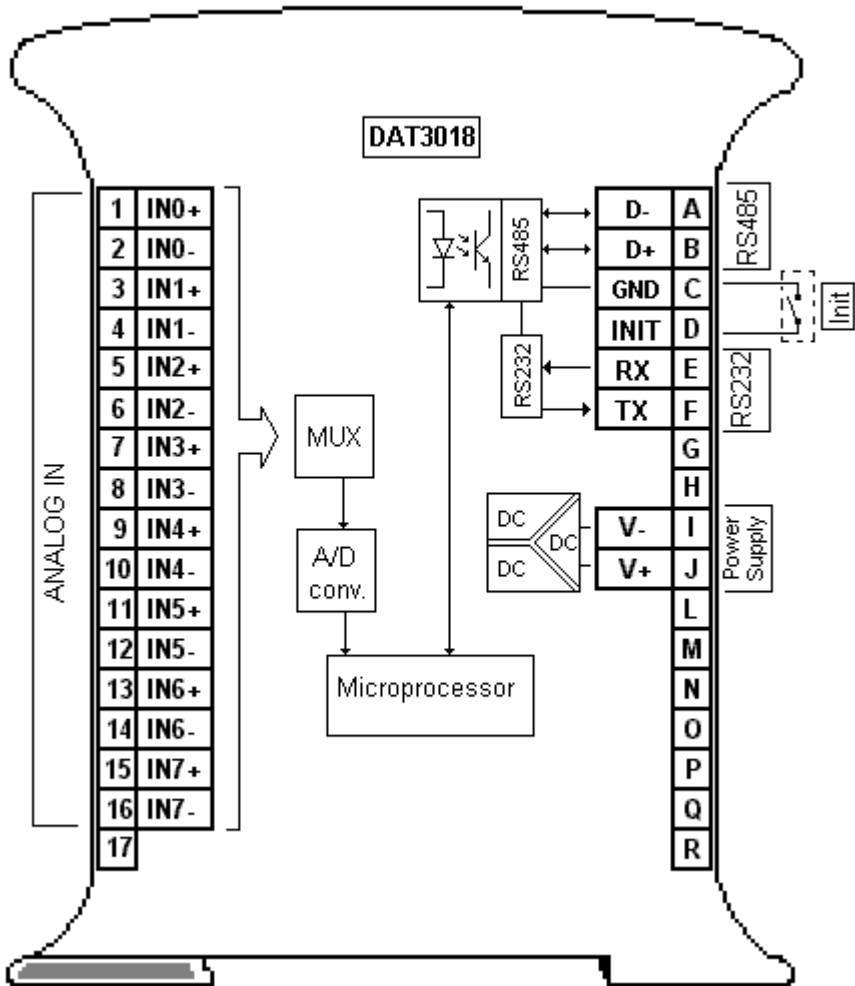 DAT3018
ANALOG IN
1 IN0+
2 IN0-
3 IN1+
4 IN1-
5 IN2+
6 IN2-
7 IN3+
8 IN3-
9 IN4+
10 IN4-
11 IN5+
12 IN5-
13 IN6+
14 IN6-
15 IN7+
16 IN7-
17
MUX
A/D
conv.
Microprocessor
RS485
RS232
DC
DC
DC
D- A
D+ B
GND C
INIT D
RX E
TX F
G
H
V- I
V+ J
L
M
N
O
P
Q
R
RS485
Init
RS232
Power
Supply